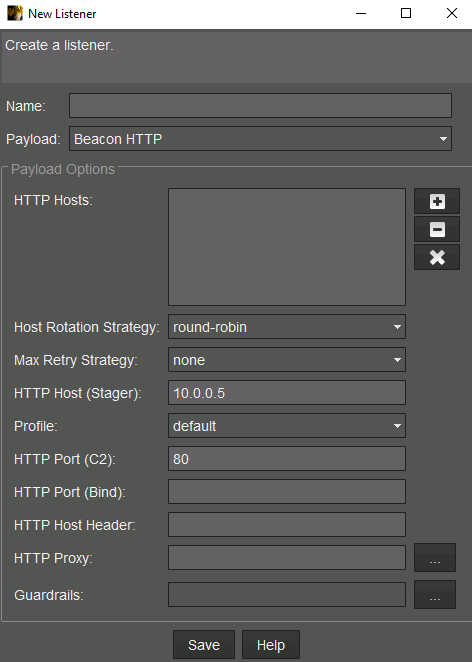 New Listener
Create a listener.
Name:
Payload: Beacon HTTP
Payload Options
HTTP Hosts:
Host Rotation Strategy: round-robin
Max Retry Strategy: none
HTTP Host (Stager): 10.0.0.5
Profile: default
HTTP Port (C2): 80
HTTP Port (Bind):
HTTP Host Header:
HTTP Proxy: ...
Guardrails: ...
Save Help